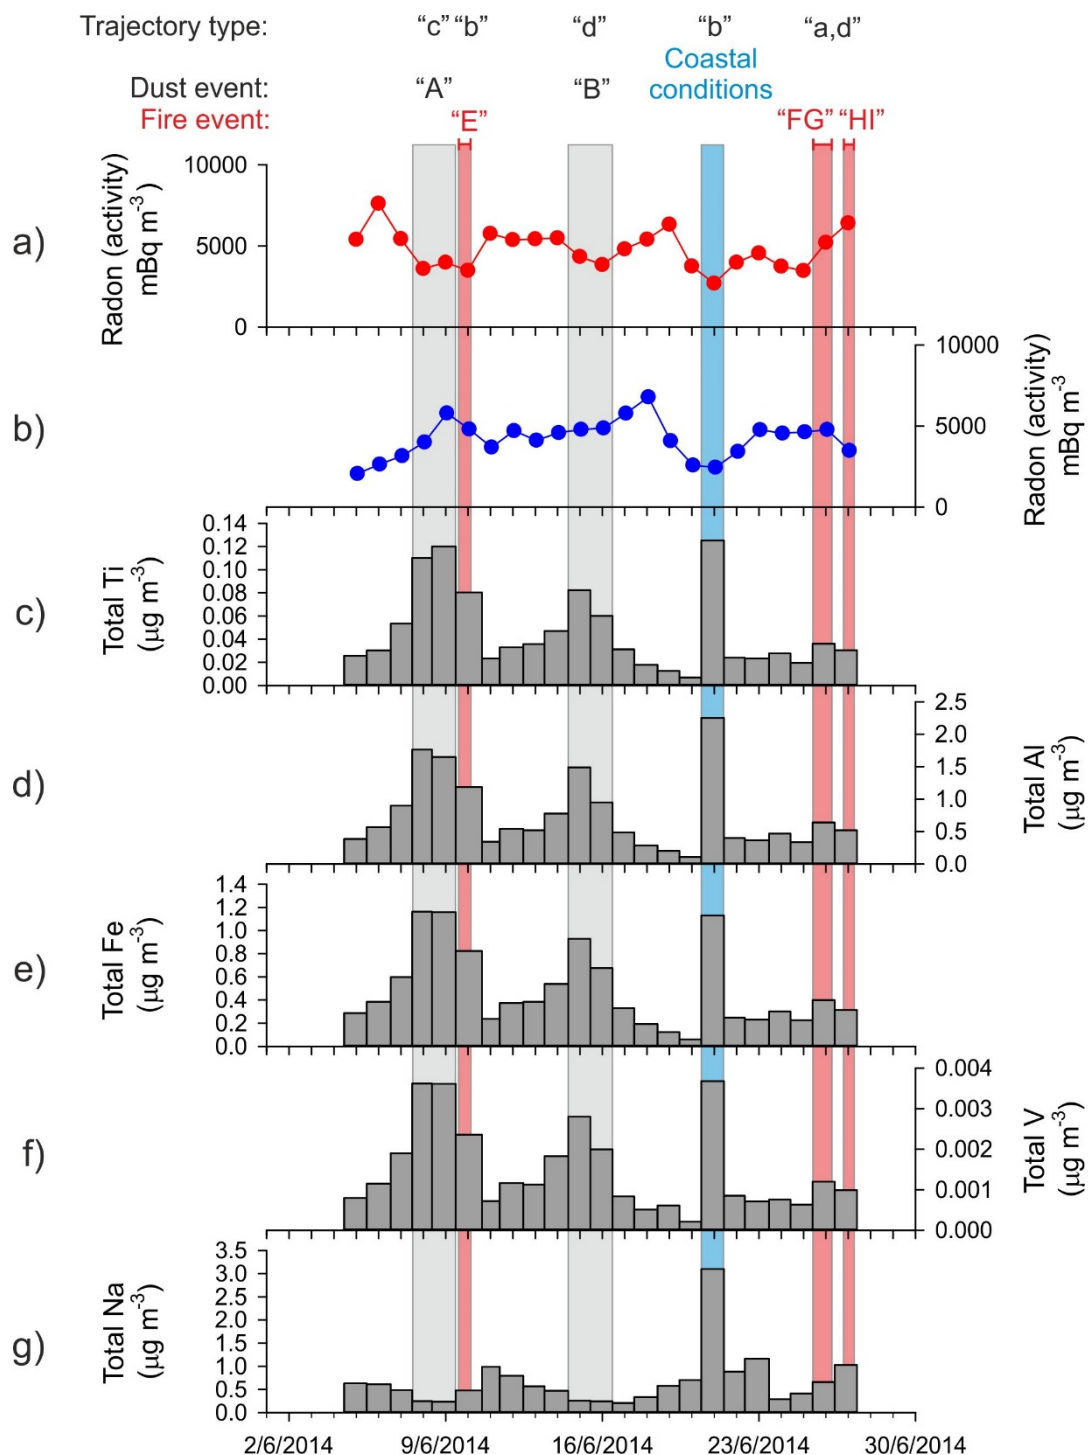 Trajectory type: “c” “b” “d” “b” “a,d”
Coastal
conditions
Dust event: “A” “B”
Fire event: “E” “FG” “HI”
a)
Radon (activity)
mBq m-3
10000
5000
0
b)
10000
5000
0
Radon (activity)
mBq m-3
c)
Total Ti
(µg m-3)
0.14
0.12
0.10
0.08
0.06
0.04
0.02
0.00
d)
2.5
2.0
1.5
1.0
0.5
0.0
Total Al
(µg m-3)
e)
Total Fe
(µg m-3)
1.4
1.2
1.0
0.8
0.6
0.4
0.2
0.0
f)
0.004
0.003
0.002
0.001
0.000
Total V
(µg m-3)
g)
Total Na
(µg m-3)
3.5
3.0
2.5
2.0
1.5
1.0
0.5
0.0
2/6/2014 9/6/2014 16/6/2014 23/6/2014 30/6/2014